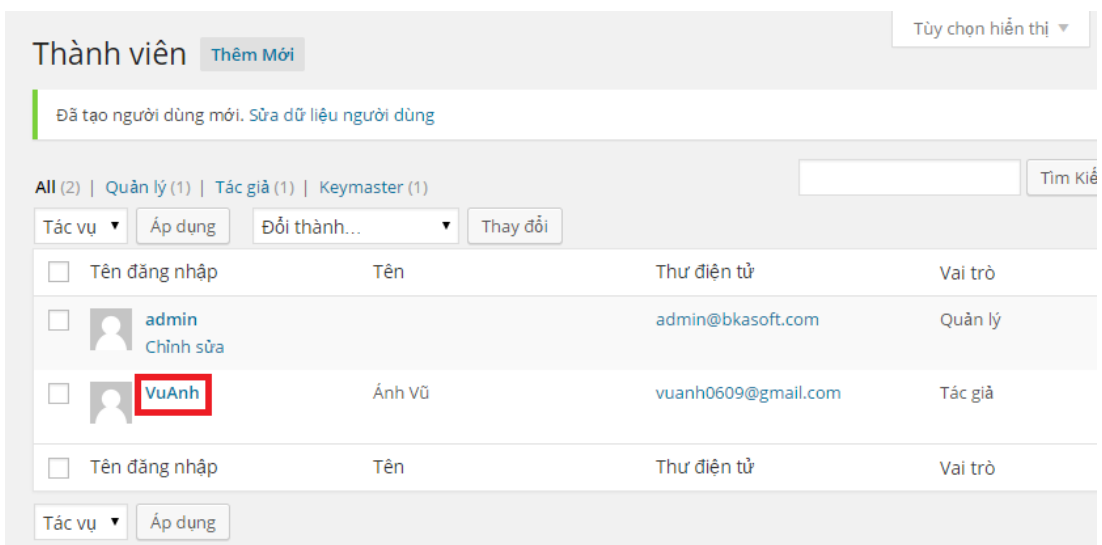 Tùy chọn hiển thị
Thành viên Thêm Mới
Đã tạo người dùng mới. Sửa dữ liệu người dùng
All (2) | Quản lý (1) | Tác giả (1) | Keymaster (1)
Tìm Kiế
Tác vụ Áp dụng Đổi thành... Thay đổi
Tên đăng nhập Tên Thư điện tử Vai trò
admin admin@bkasoft.com Quản lý
Chỉnh sửa
VuAnh Ánh Vũ vuanh0609@gmail.com Tác giả
Tên đăng nhập Tên Thư điện tử Vai trò
Tác vụ Áp dụng